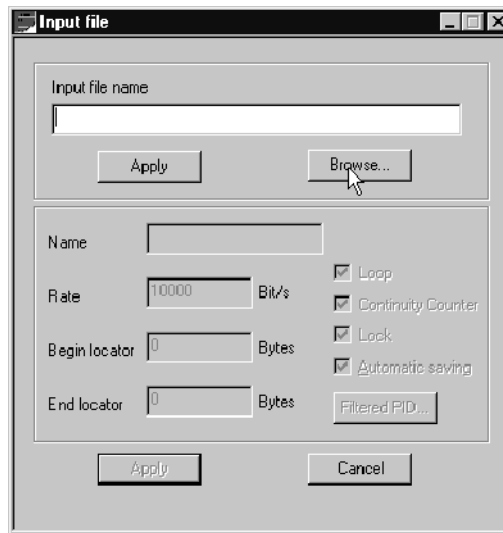 Input file
Input file name
Apply
Browse...
Name
Rate 10000 Bit/s
Begin locator 0 Bytes
End locator 0 Bytes
Loop
Continuity Counter
Lock
Automatic saving
Filtered PID...
Apply
Cancel